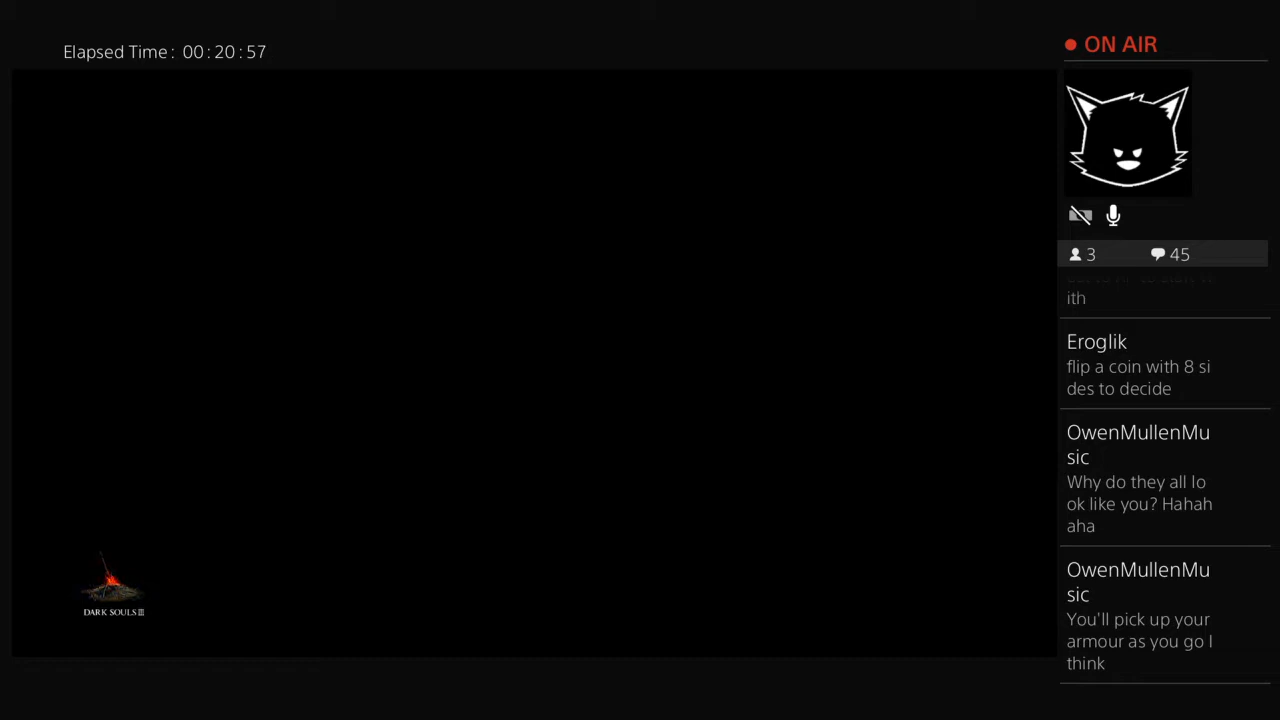 Elapsed Time: 00:20:57
ON AIR
3
45
ith
Eroglik
flip a coin with 8 si
des to decide
OwenMullenMu
sic
Why do they all lo
ok like you? Hahah
aha
OwenMullenMu
sic
You'll pick up your
armour as you go I
think
DARK SOULS III